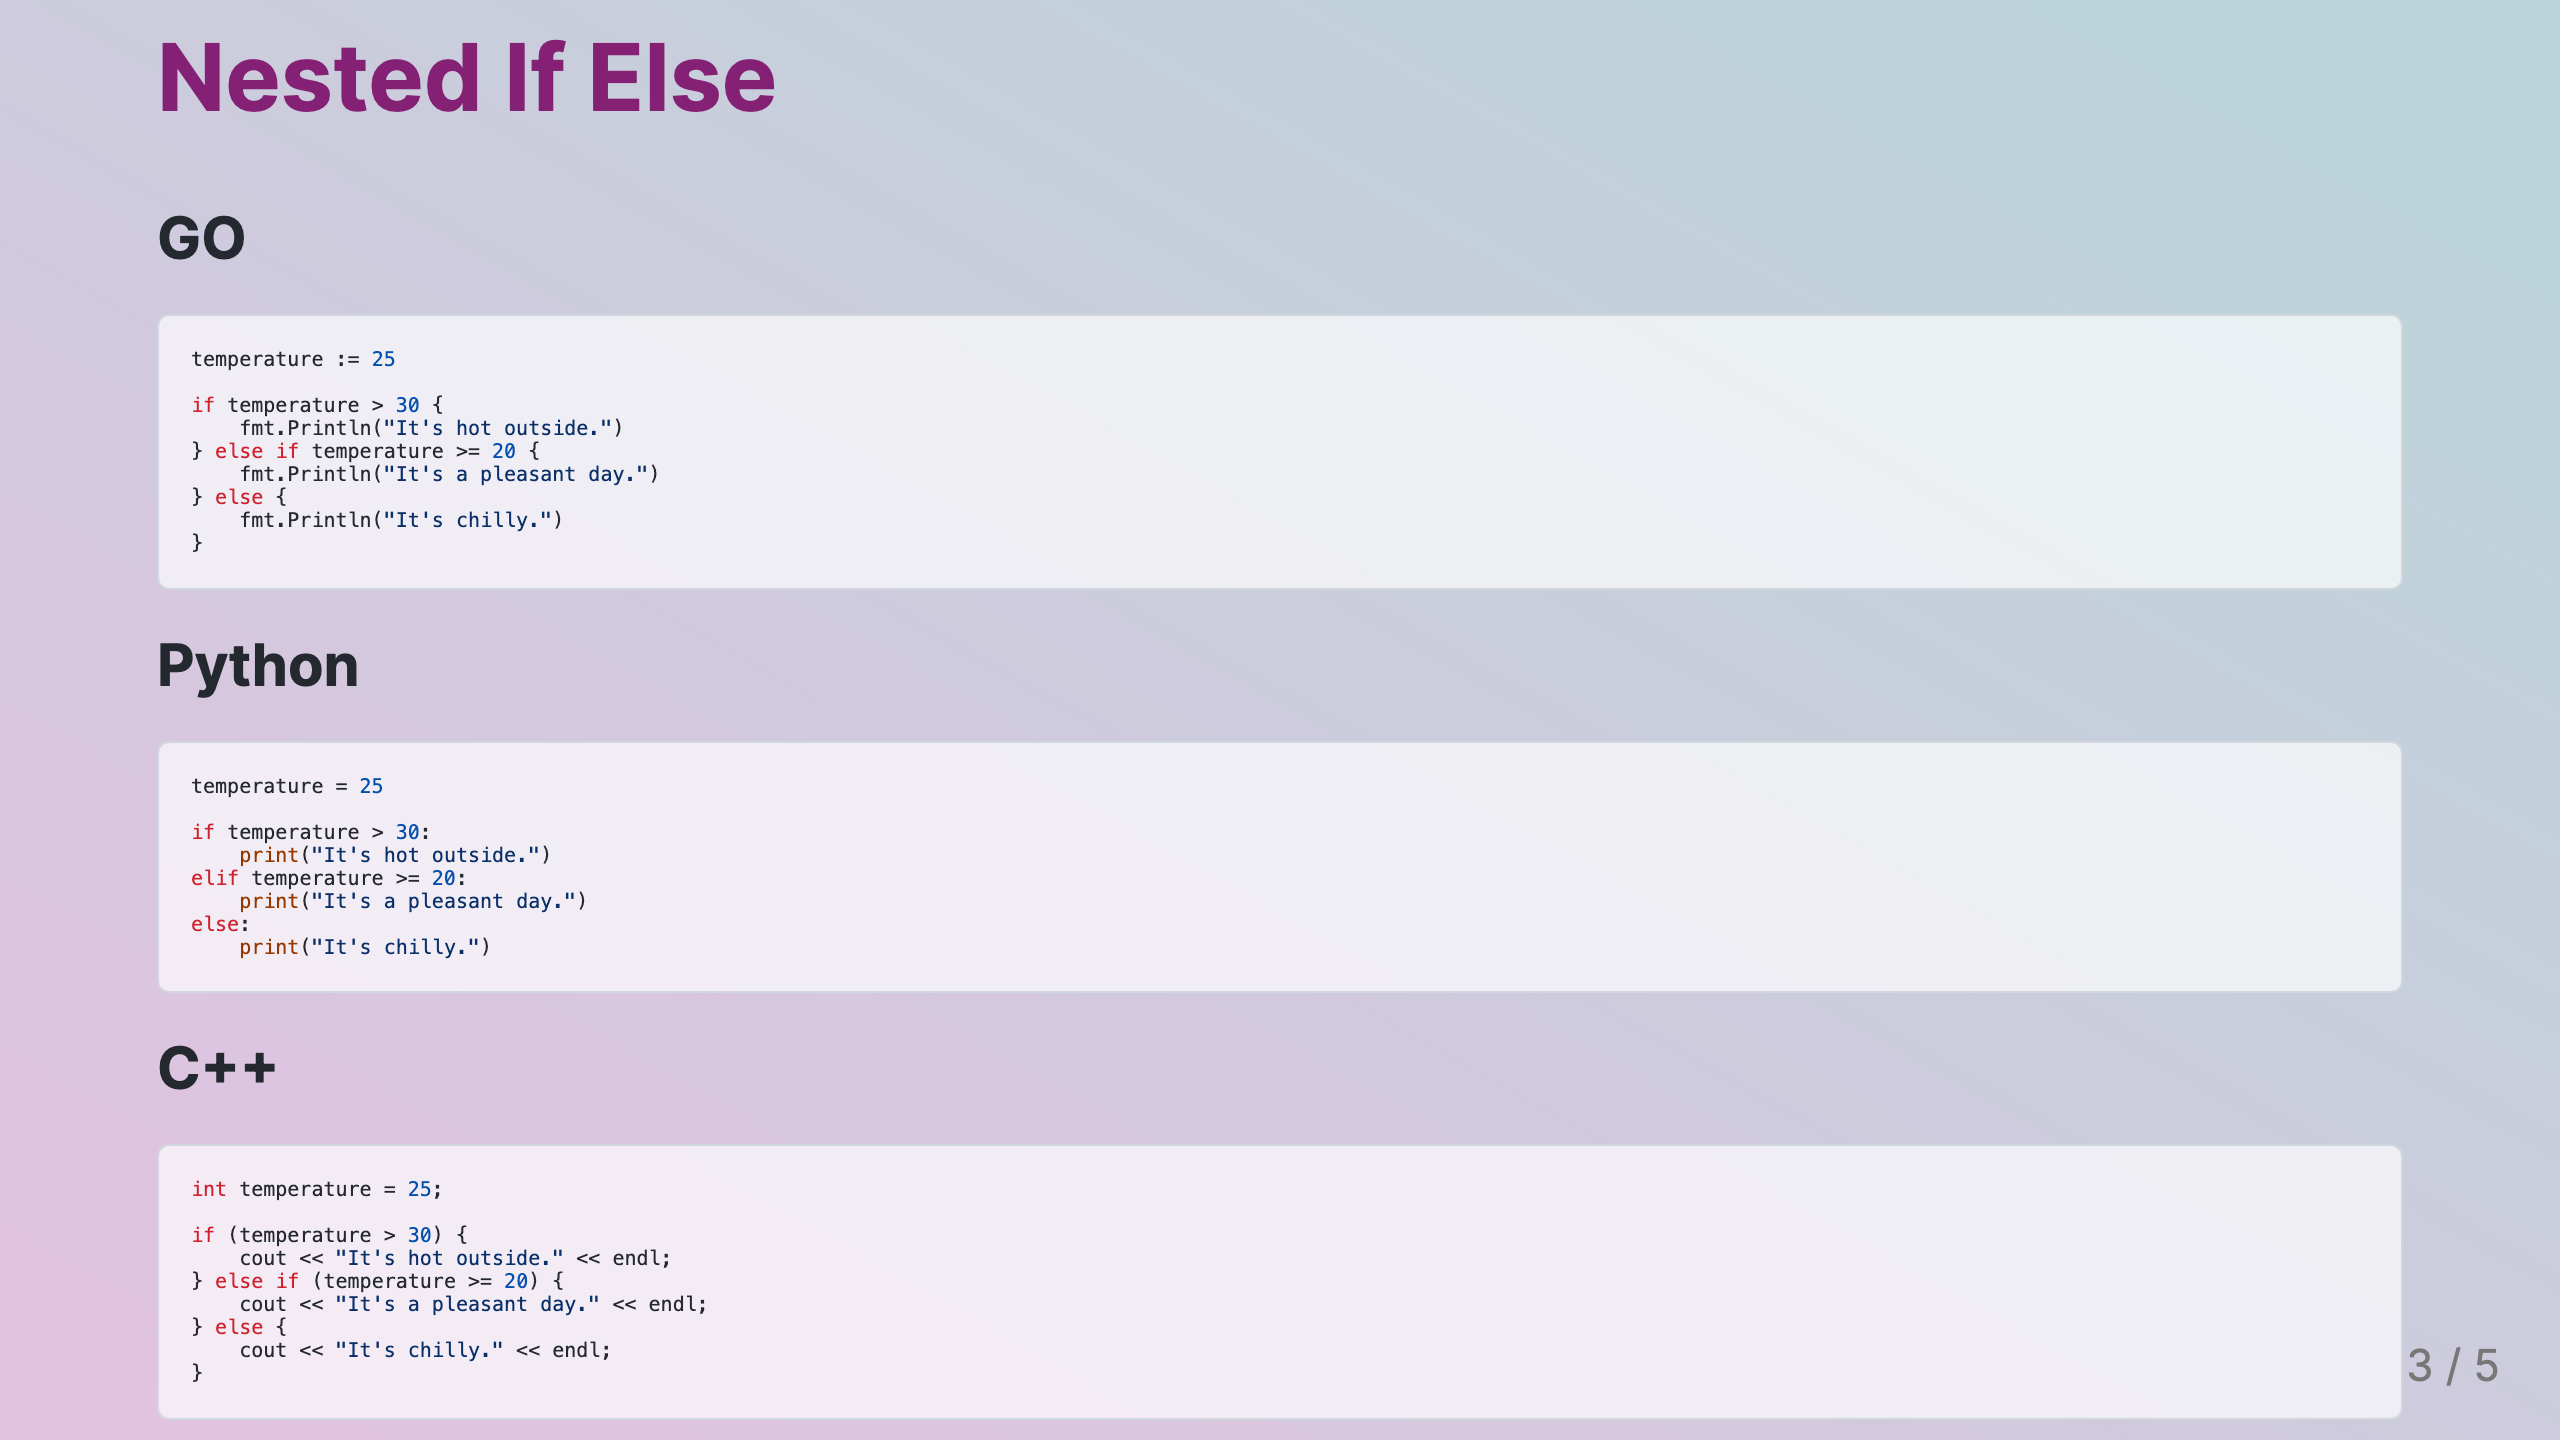 Nested If Else
GO
temperature := 25

if temperature > 30 {
    fmt.Println("It's hot outside.")
} else if temperature >= 20 {
    fmt.Println("It's a pleasant day.")
} else {
    fmt.Println("It's chilly.")
}
Python
temperature = 25

if temperature > 30:
    print("It's hot outside.")
elif temperature >= 20:
    print("It's a pleasant day.")
else:
    print("It's chilly.")
C++
int temperature = 25;

if (temperature > 30) {
    cout << "It's hot outside." << endl;
} else if (temperature >= 20) {
    cout << "It's a pleasant day." << endl;
} else {
    cout << "It's chilly." << endl;
}
3 / 5